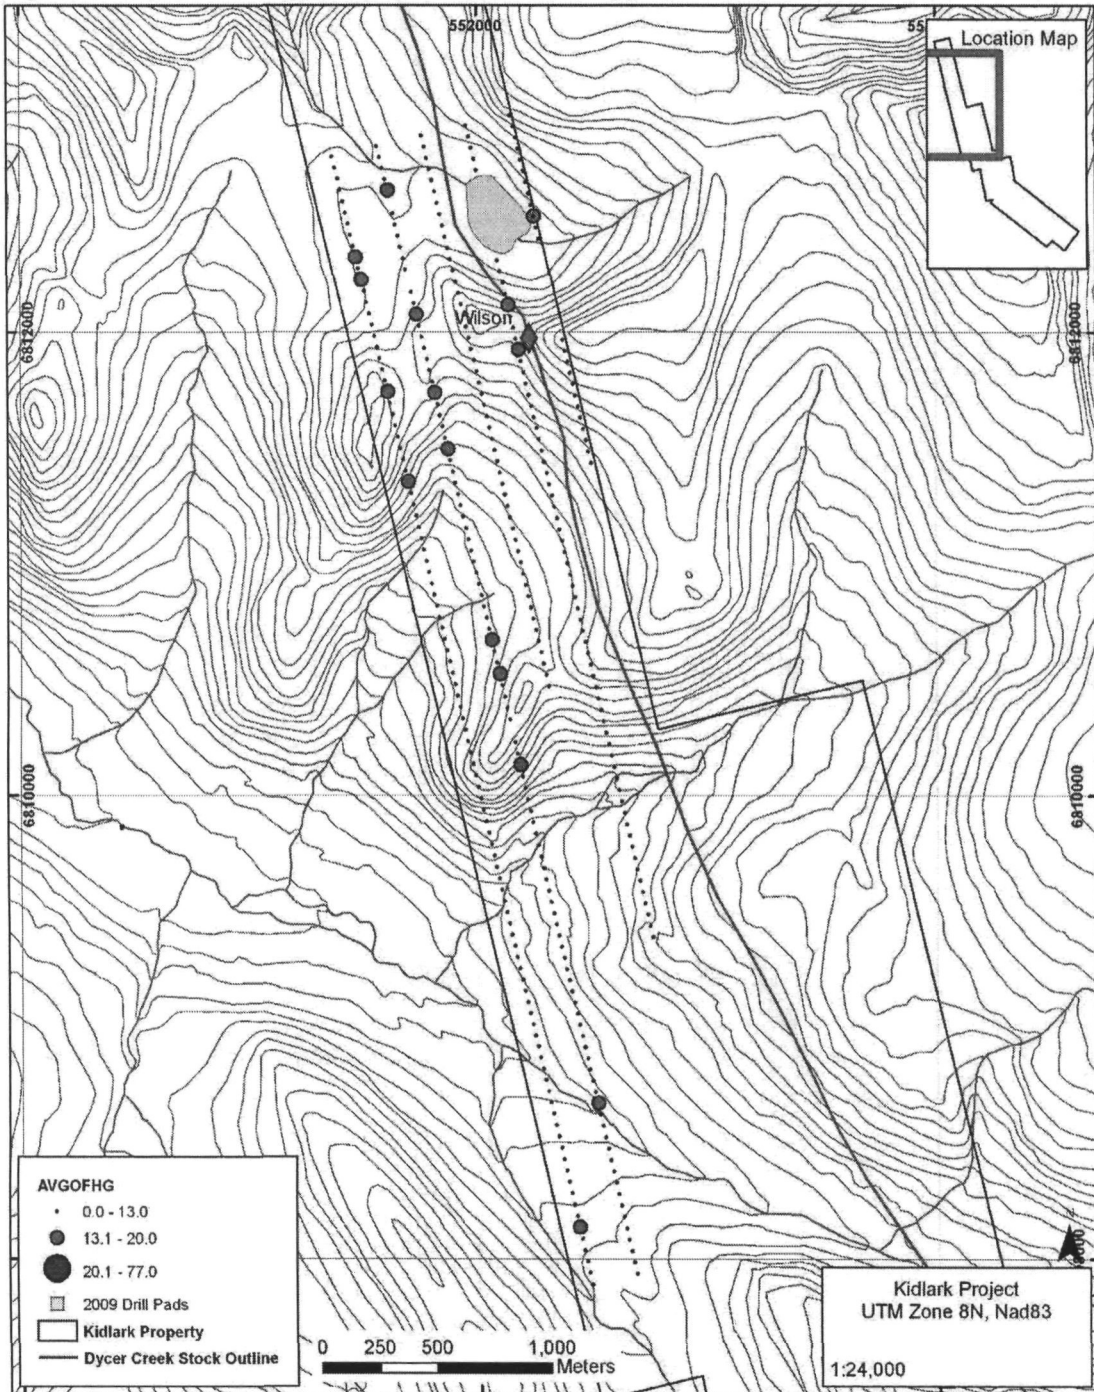 552000
Location Map
6812000
Wilson
6812000
6810000
6810000
AVGOFHG
0.0 - 13.0
13.1 - 20.0
20.1 - 77.0
2009 Drill Pads
Kidlark Property
Dycer Creek Stock Outline
0 250 500 1,000
Meters
Kidlark Project
UTM Zone 8N, Nad83
1:24,000